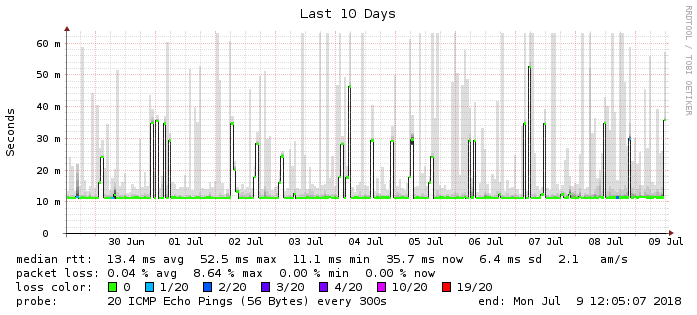 Last 10 Days
RRDTOOL / TOBI OETIKER
Seconds
60 m
50 m
40 m
30 m
20 m
10 m
0
30 Jun 01 Jul 02 Jul 03 Jul 04 Jul 05 Jul 06 Jul 07 Jul 08 Jul 09 Jul
median rtt: 13.4 ms avg 52.5 ms max 11.1 ms min 35.7 ms now 6.4 ms sd 2.1 am/s
packet loss: 0.04 % avg 8.64 % max 0.00 % min 0.00 % now
loss color: 0 1/20 2/20 3/20 4/20 10/20 19/20
probe: 20 ICMP Echo Pings (56 Bytes) every 300s end: Mon Jul 9 12:05:07 2018